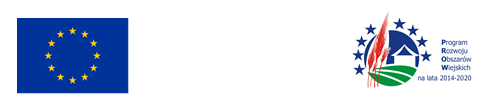 Program
Rozwoju
Obszarów
Wiejskich
na lata 2014-2020